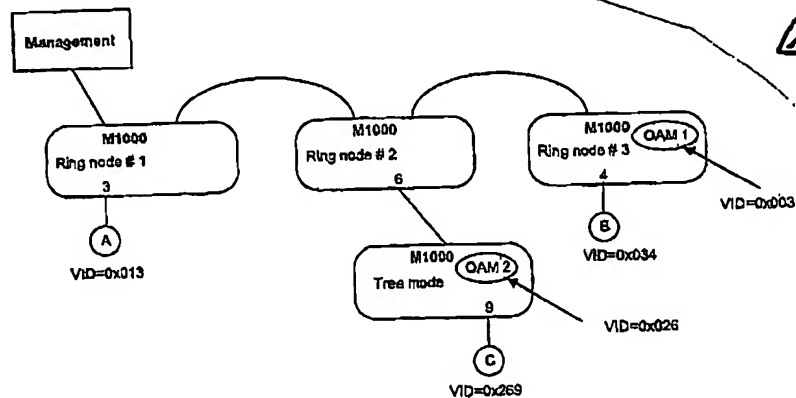 Management
M1000
Ring node # 1
3
A
VID=0x013
M1000
Ring node # 2
6
M1000
OAM 1
Ring node # 3
4
B
VID=0x034
VID=0x003
M1000
OAM 2
Tree mode
9
C
VID=0x269
VID=0x026